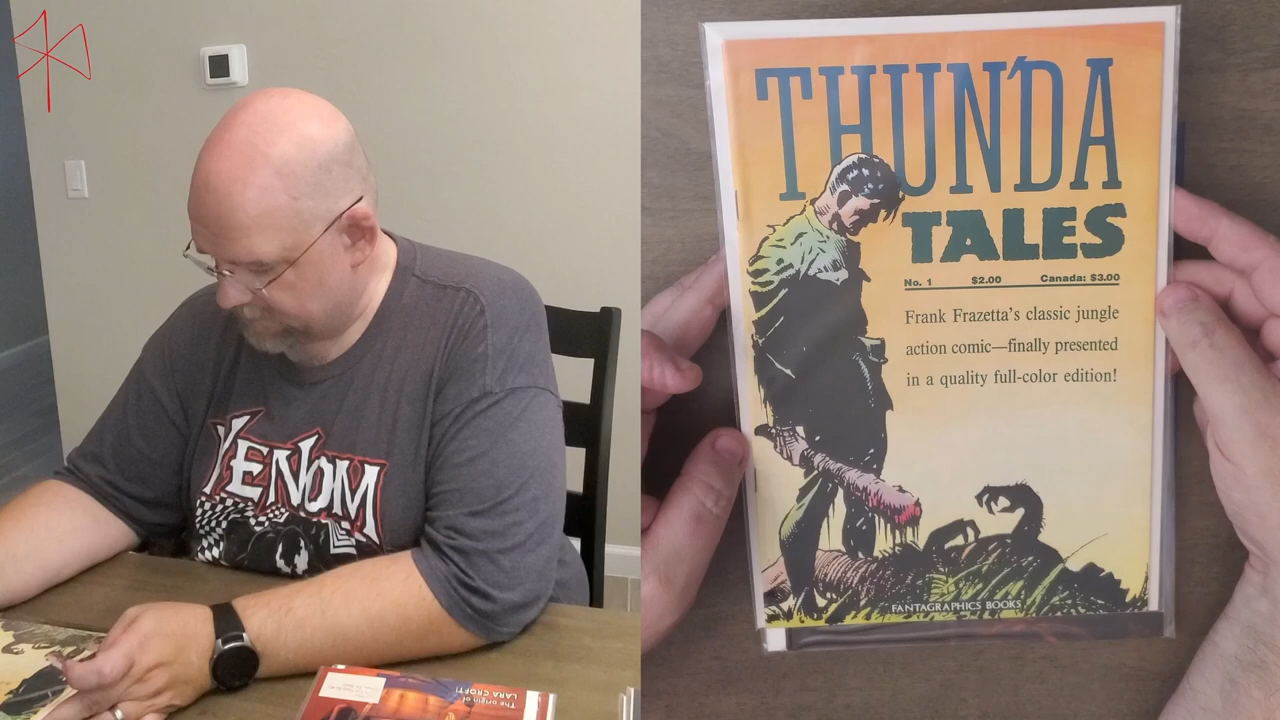 VENOM
The origin of
LARA CROFT!
THUN'DA
TALES
No. 1 $2.00 Canada: $3.00
Frank Frazetta's classic jungle
action comic—finally presented
in a quality full-color edition!
FANTAGRAPHICS BOOKS